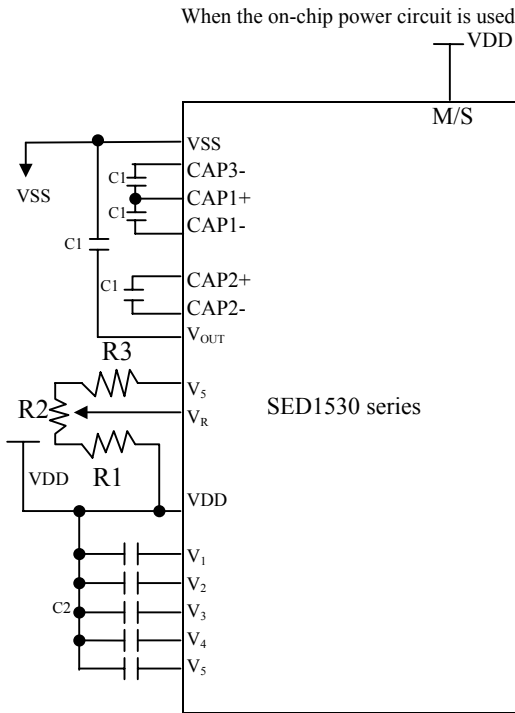 When the on-chip power circuit is used
VDD
M/S
VSS
CAP3-
C1
VSS
CAP1+
C1
CAP1-
C1
CAP2+
C1
CAP2-
VOUT
R3
V5
R2
VR
SED1530 series
VDD
R1
VDD
V1
V2
C2
V3
V4
V5